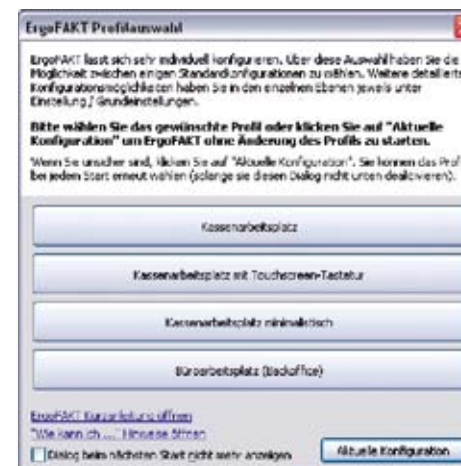 ErgoFAKT Profilauswahl
ErgoFAKT lässt sich sehr individuell konfigurieren. Über diese Auswahl haben Sie die
Möglichkeit zwischen einigen Standardkonfigurationen zu wählen. Weitere detaillierte
Konfigurationsmöglichkeiten haben Sie in den einzelnen Ebenen jeweils unter
Einstellung / Grundeinstellungen.
Bitte wählen Sie das gewünschte Profil oder klicken Sie auf "Aktuelle
Konfiguration" um ErgoFAKT ohne Änderung des Profils zu starten.
Wenn Sie unsicher sind, klicken Sie auf "Aktuelle Konfiguration". Sie können das Prof
bei jedem Start erneut wählen (solange sie diesen Dialog nicht unten deaktivieren).
Kassenarbeitsplatz
Kassenarbeitsplatz mit Touchscreen-Tastatur
Kassenarbeitsplatz minimalistisch
Büroarbeitsplatz (Backoffice)
ErgoFAKT Kurzanleitung öffnen
"Wie kann ich ..." Hinweise öffnen
Dialog beim nächsten Start nicht mehr anzeigen
Aktuelle Konfiguration